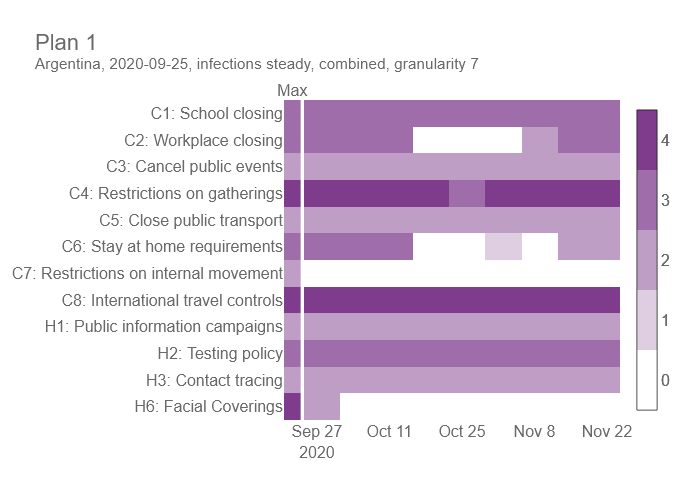 Plan 1
Argentina, 2020-09-25, infections steady, combined, granularity 7
Max
C1: School closing
C2: Workplace closing
C3: Cancel public events
C4: Restrictions on gatherings
C5: Close public transport
C6: Stay at home requirements
C7: Restrictions on internal movement
C8: International travel controls
H1: Public information campaigns
H2: Testing policy
H3: Contact tracing
H6: Facial Coverings
Sep 27 Oct 11 Oct 25 Nov 8 Nov 22
2020
4
3
2
1
0